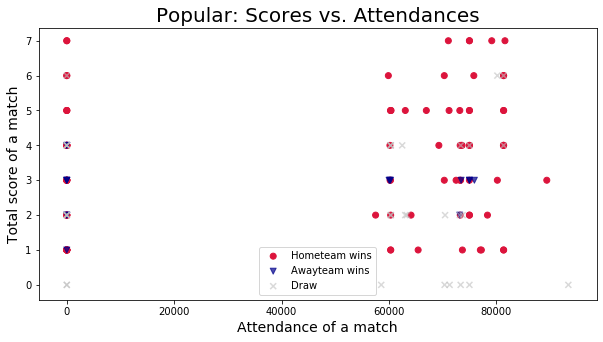 Popular: Scores vs. Attendances
Total score of a match
7
6
5
4
3
2
1
0
Hometeam wins
Awayteam wins
Draw
0
20000
40000
60000
80000
Attendance of a match